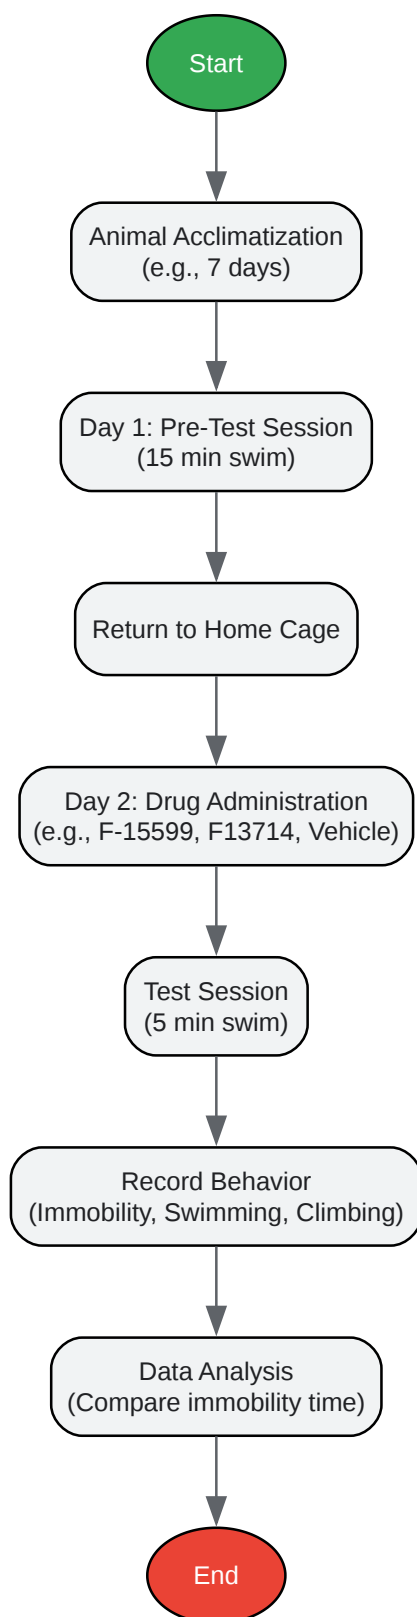 Start
Animal Acclimatization
(e.g., 7 days)
Day 1: Pre-Test Session
(15 min swim)
Return to Home Cage
Day 2: Drug Administration
(e.g., F-15599, F13714, Vehicle)
Test Session
(5 min swim)
Record Behavior
(Immobility, Swimming, Climbing)
Data Analysis
(Compare immobility time)
End